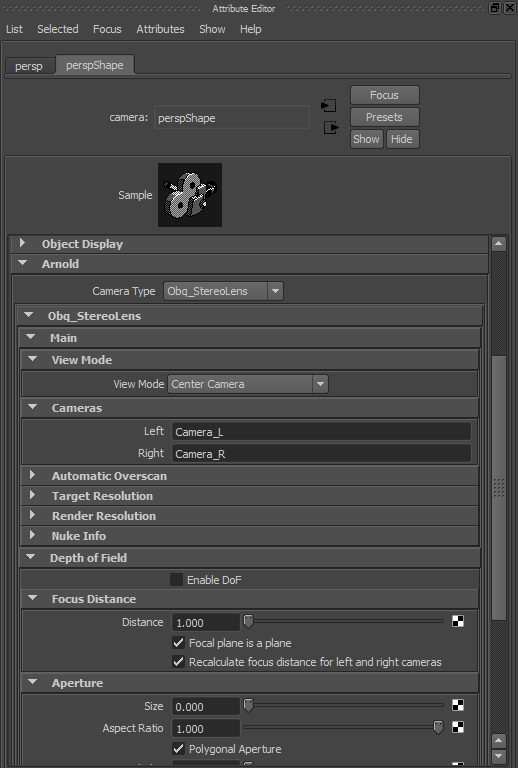 Attribute Editor
List Selected Focus Attributes Show Help
persp perspShape
Focus
camera: perspShape
Presets
Show Hide
Sample
Object Display
Arnold
Camera Type Obq_StereoLens
Obq_StereoLens
Main
View Mode
View Mode Center Camera
Cameras
Left Camera_L
Right Camera_R
Automatic Overscan
Target Resolution
Render Resolution
Nuke Info
Depth of Field
Enable DoF
Focus Distance
Distance 1.000
Focal plane is a plane
Recalculate focus distance for left and right cameras
Aperture
Size 0.000
Aspect Ratio 1.000
Polygonal Aperture